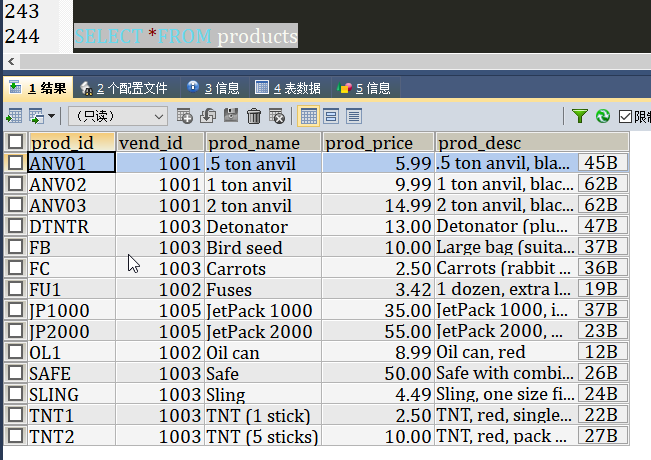 243
244 SELECT *FROM products
1 结果 2 个配置文件 3 信息 4 表数据 5 信息
（只读） 限制
prod_id vend_id prod_name prod_price prod_desc
ANV01 1001 .5 ton anvil 5.99 .5 ton anvil, bla... 45B
ANV02 1001 1 ton anvil 9.99 1 ton anvil, blac... 62B
ANV03 1001 2 ton anvil 14.99 2 ton anvil, blac... 62B
DTNTR 1003 Detonator 13.00 Detonator (plu... 47B
FB 1003 Bird seed 10.00 Large bag (suita... 37B
FC 1003 Carrots 2.50 Carrots (rabbit ... 36B
FU1 1002 Fuses 3.42 1 dozen, extra l... 19B
JP1000 1005 JetPack 1000 35.00 JetPack 1000, i... 37B
JP2000 1005 JetPack 2000 55.00 JetPack 2000, ... 23B
OL1 1002 Oil can 8.99 Oil can, red 12B
SAFE 1003 Safe 50.00 Safe with combi... 26B
SLING 1003 Sling 4.49 Sling, one size fi... 24B
TNT1 1003 TNT (1 stick) 2.50 TNT, red, single... 22B
TNT2 1003 TNT (5 sticks) 10.00 TNT, red, pack ... 27B